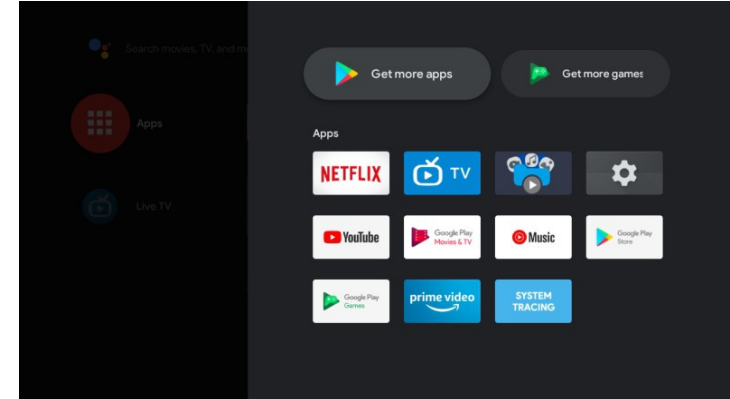 Search movies, TV, and m
Get more apps
Get more games
Apps
Apps
NETFLIX
TV
YouTube
Google Play
Movies & TV
Music
Google Play
Store
Live TV
Google Play
Games
prime video
SYSTEM
TRACING